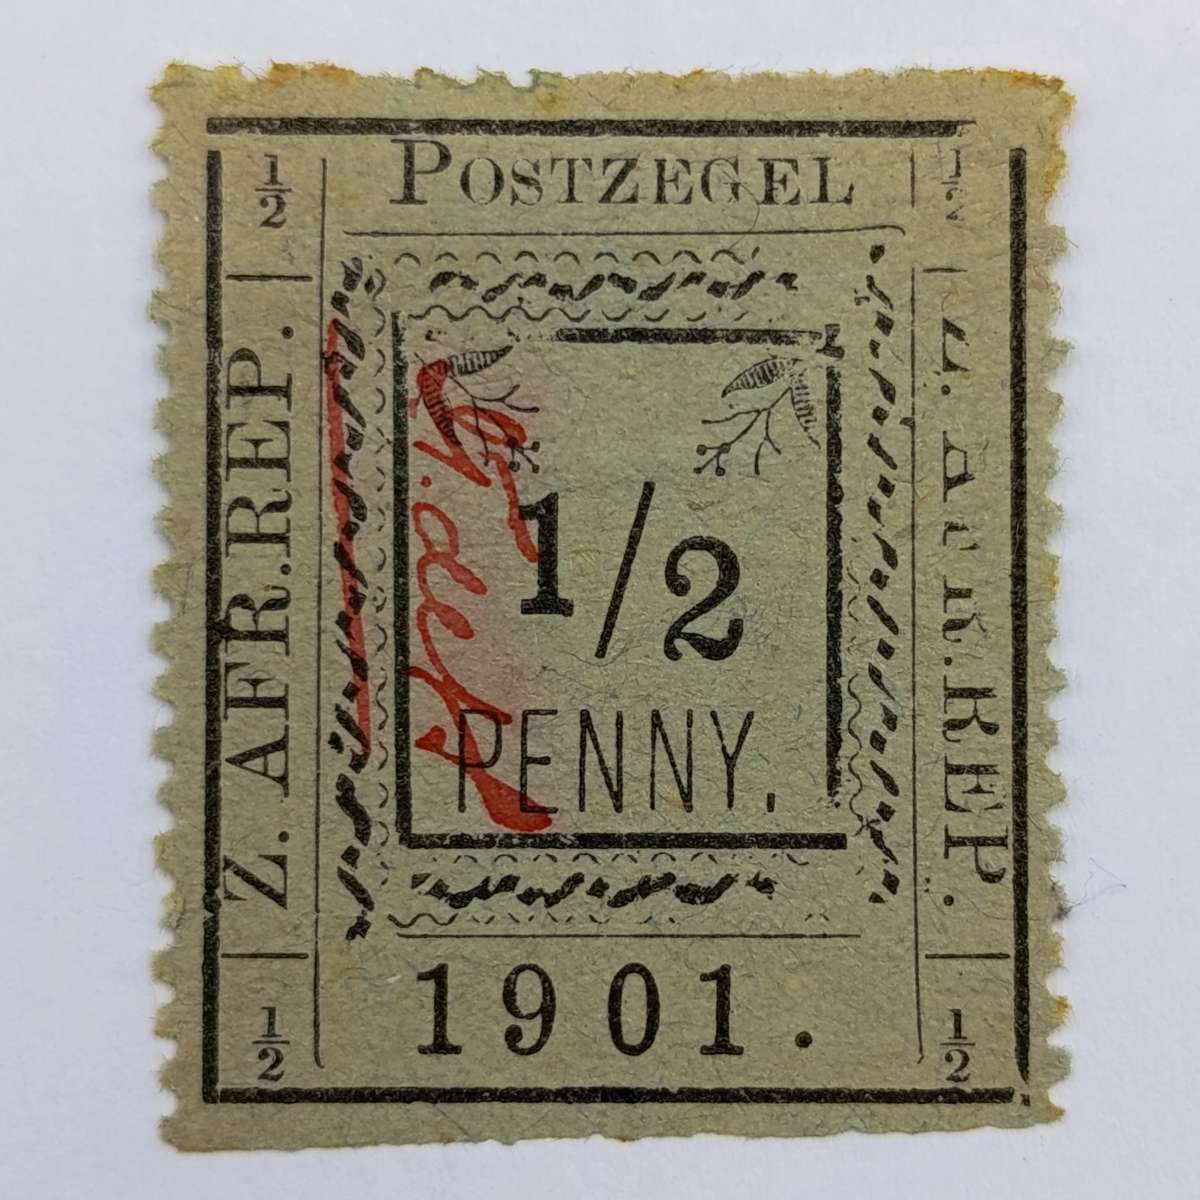 1/2 POSTZEGEL 1/2
Z. AFR. REP.
Z. AFR. REP.
1/2
PENNY.
1/2 1901. 1/2